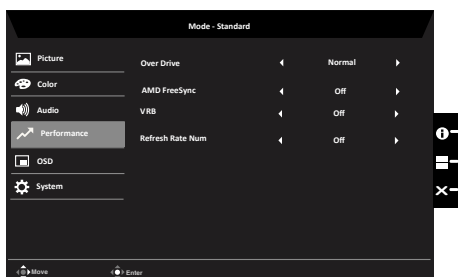 Mode - Standard
Picture
Color
Audio
Performance
OSD
System
Over Drive Normal
AMD FreeSync Off
VRB Off
Refresh Rate Num Off
Move Enter